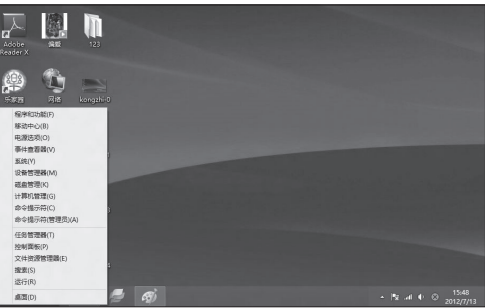 Adobe
Reader X
偏程
123
乐家园
网络
kongzhi-0
程序和功能(F)
移动中心(B)
电源选项(O)
事件查看器(V)
系统(Y)
设备管理器(M)
磁盘管理(K)
计算机管理(G)
命令提示符(C)
命令提示符(管理员)(A)
任务管理器(T)
控制面板(P)
文件资源管理器(E)
搜索(S)
运行(R)
桌面(D)
15:48
2012/7/13